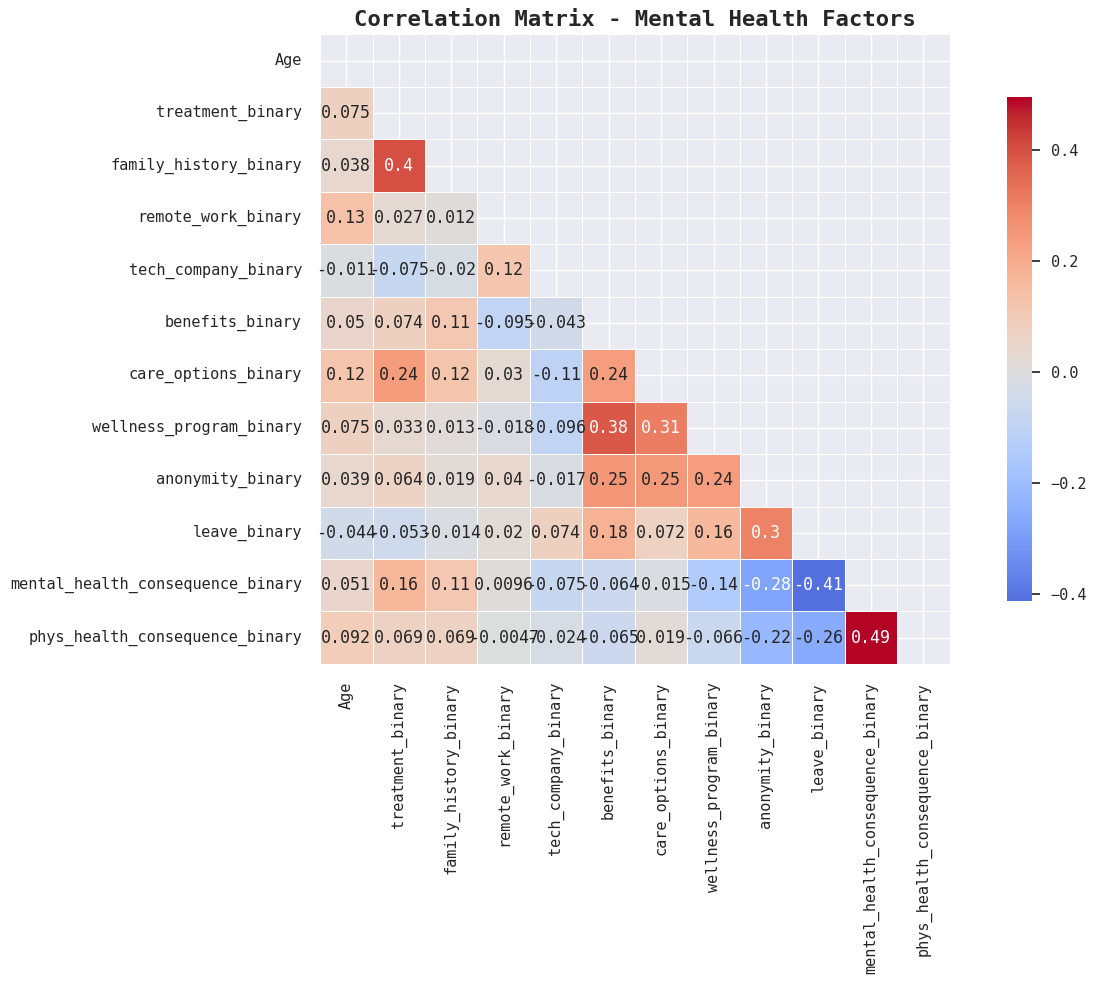 Correlation Matrix - Mental Health Factors
Age
treatment_binary 0.075
family_history_binary 0.038 0.4
remote_work_binary 0.13 0.027 0.012
tech_company_binary -0.011 -0.075 -0.02 0.12
benefits_binary 0.05 0.074 0.11 -0.095 -0.043
care_options_binary 0.12 0.24 0.12 0.03 -0.11 0.24
wellness_program_binary 0.075 0.033 0.013 -0.018 -0.096 0.38 0.31
anonymity_binary 0.039 0.064 0.019 0.04 -0.017 0.25 0.25 0.24
leave_binary -0.044 -0.053 -0.014 0.02 0.074 0.18 0.072 0.16 0.3
mental_health_consequence_binary 0.051 0.16 0.11 0.0096 -0.075 -0.064 -0.015 -0.14 -0.28 -0.41
phys_health_consequence_binary 0.092 0.069 0.069 -0.0047 -0.024 -0.065 0.019 -0.066 -0.22 -0.26 0.49
Age
treatment_binary
family_history_binary
remote_work_binary
tech_company_binary
benefits_binary
care_options_binary
wellness_program_binary
anonymity_binary
leave_binary
mental_health_consequence_binary
phys_health_consequence_binary
0.4
0.2
0.0
−0.2
−0.4